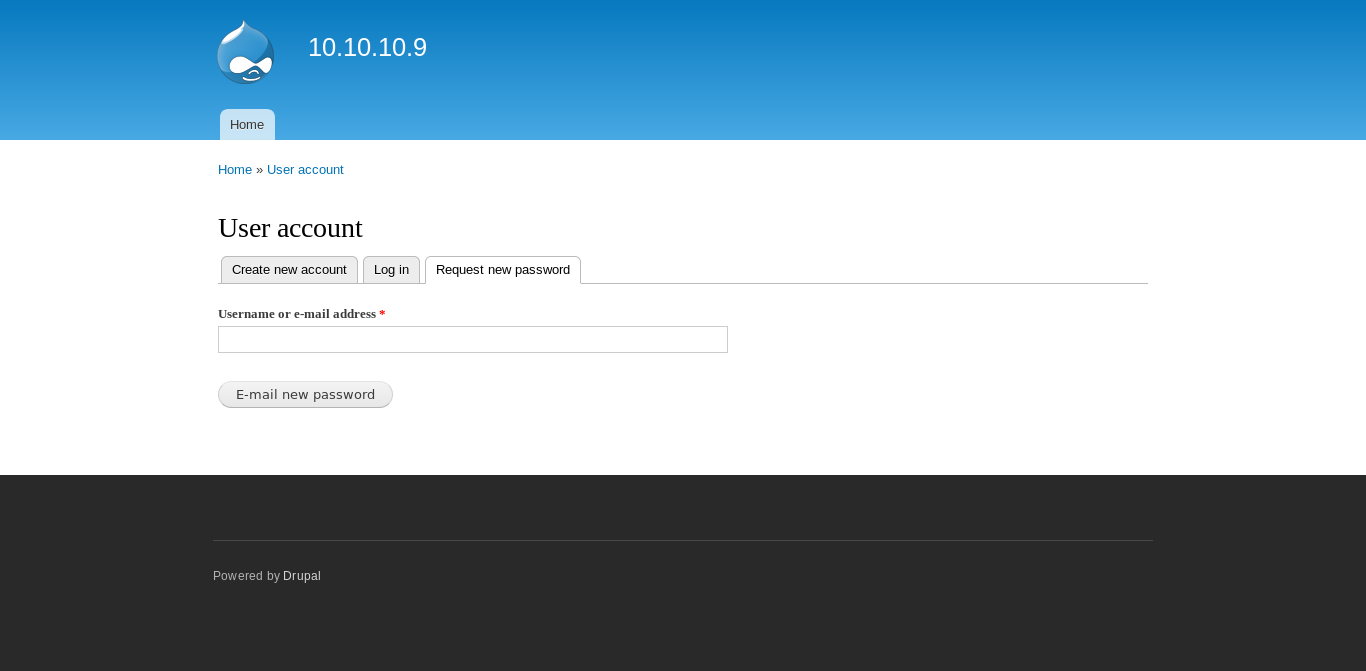 10.10.10.9
Home
Home » User account
User account
Create new account Log in Request new password
Username or e-mail address *
E-mail new password
Powered by Drupal